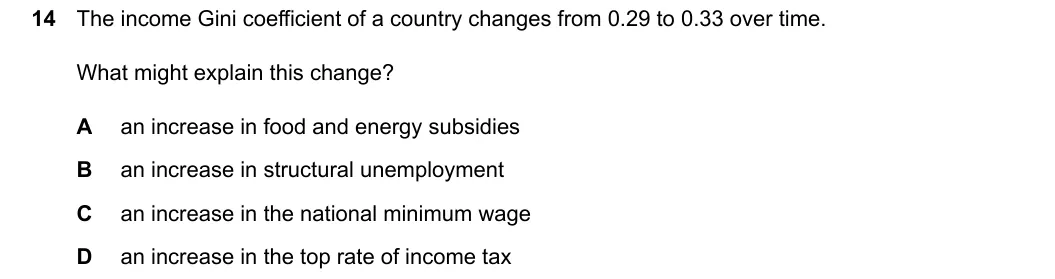 14 The income Gini coefficient of a country changes from 0.29 to 0.33 over time.
What might explain this change?
A an increase in food and energy subsidies
B an increase in structural unemployment
C an increase in the national minimum wage
D an increase in the top rate of income tax